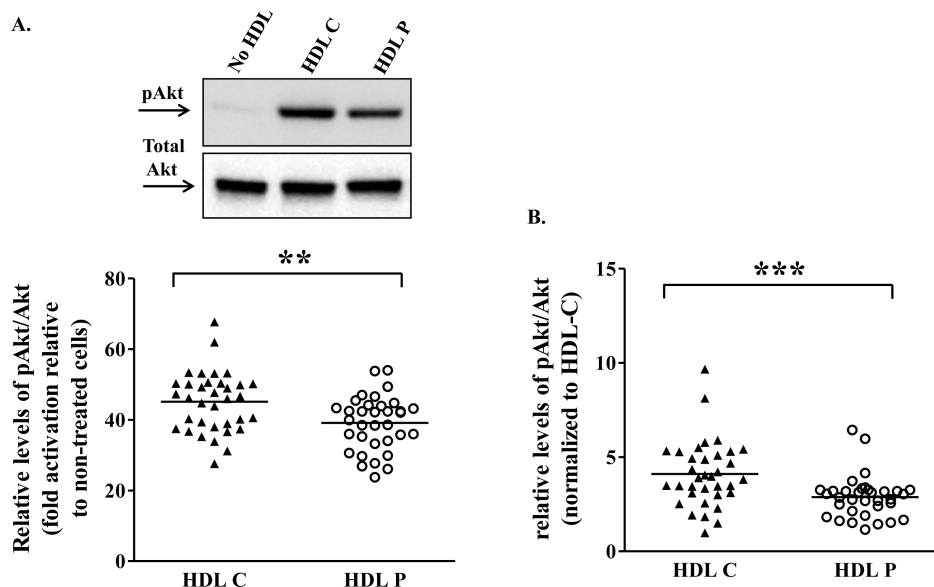 A.
No HDL
HDL C
HDL P
pAkt
Total
Akt
Relative levels of pAkt/Akt
(fold activation relative
to non-treated cells)
80
60
40
20
0
**
HDL C
HDL P
B.
relative levels of pAkt/Akt
(normalized to HDL-C)
15
10
5
0
***
HDL C
HDL P